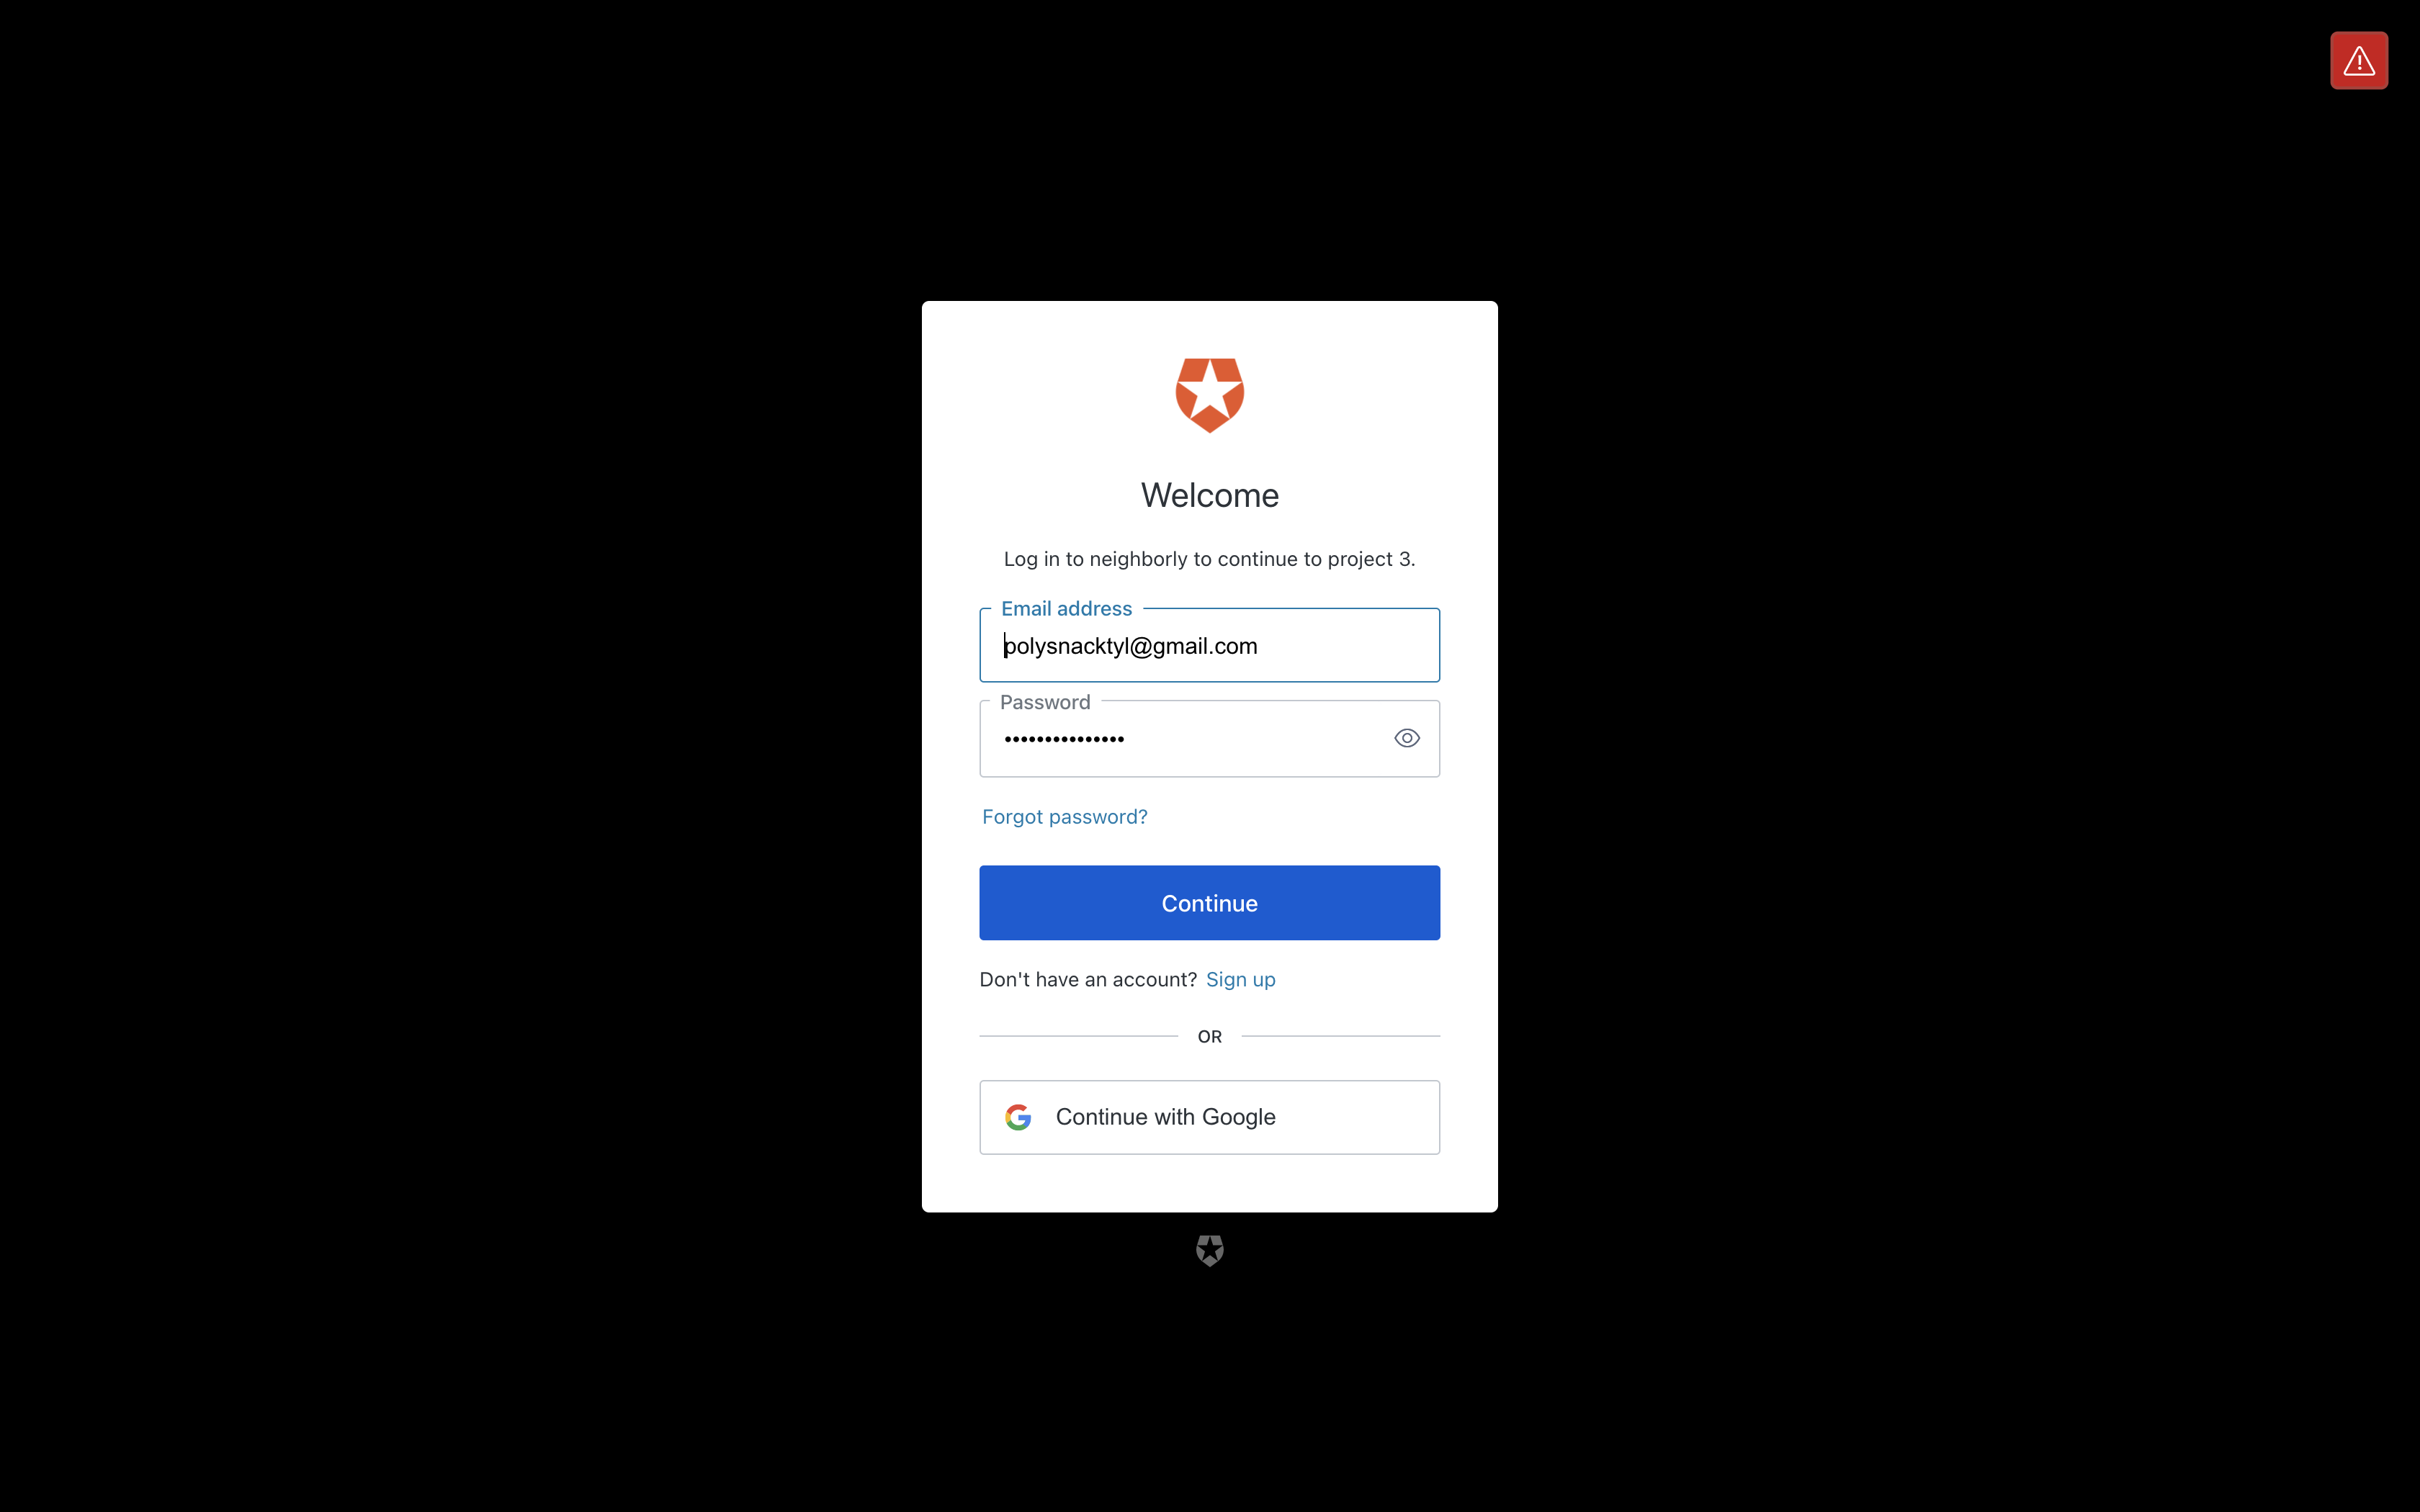 Welcome
Log in to neighborly to continue to project 3.
Email address
polysnacktyl@gmail.com
Password
•••••••••••••••
Forgot password?
Continue
Don't have an account? Sign up
OR
Continue with Google